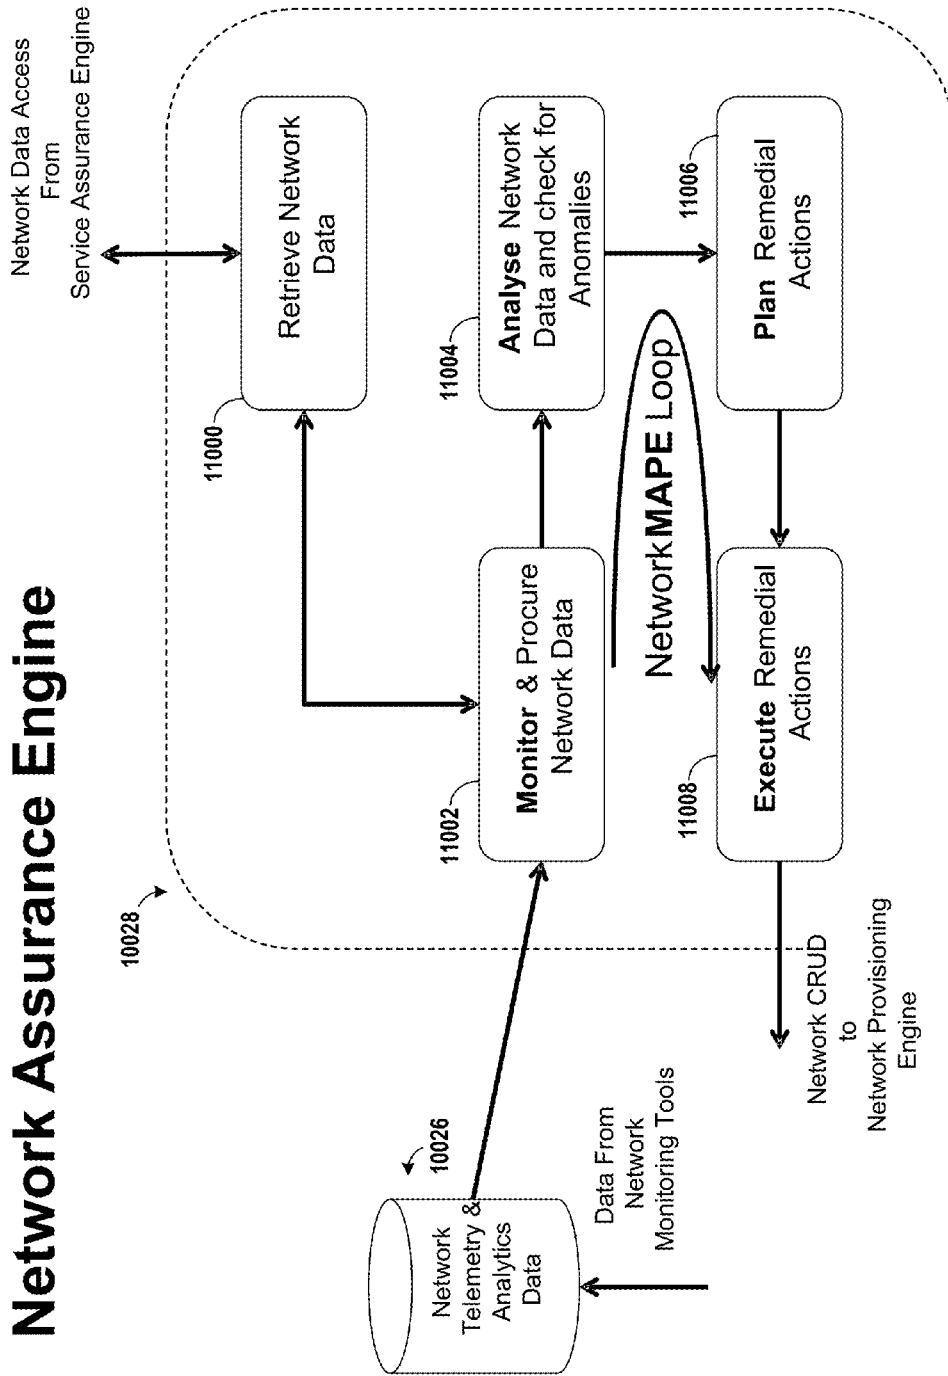 Network Assurance Engine
Network Data Access
From
Service Assurance Engine
10028
11000
Retrieve Network
Data
10026
Network
Telemetry &
Analytics
Data
Data From
Network
Monitoring Tools
11002
Monitor & Procure
Network Data
11004
Analyse Network
Data and check for
Anomalies
Network MAPE Loop
11006
Plan Remedial
Actions
11008
Execute Remedial
Actions
Network CRUD
to
Network Provisioning
Engine